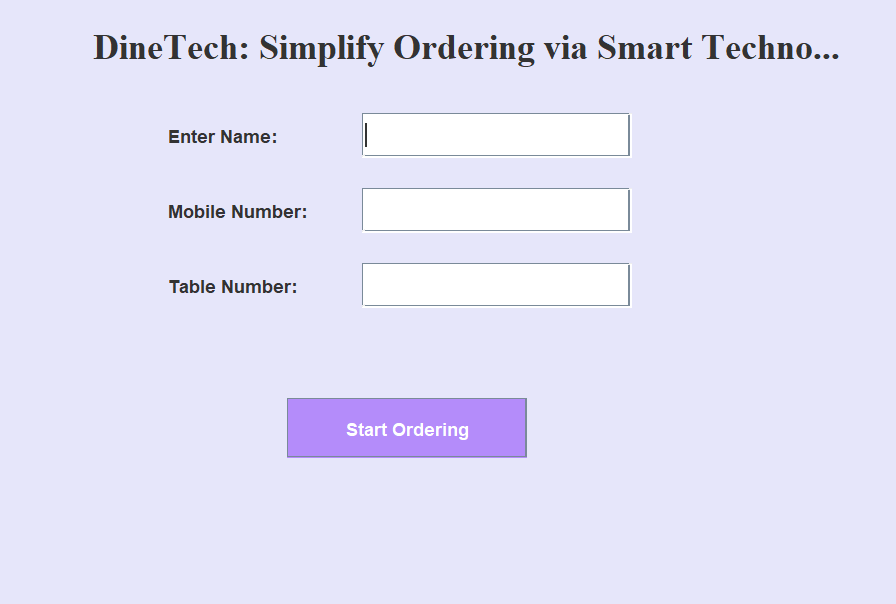 DineTech: Simplify Ordering via Smart Techno...
Enter Name:
Mobile Number:
Table Number:
Start Ordering